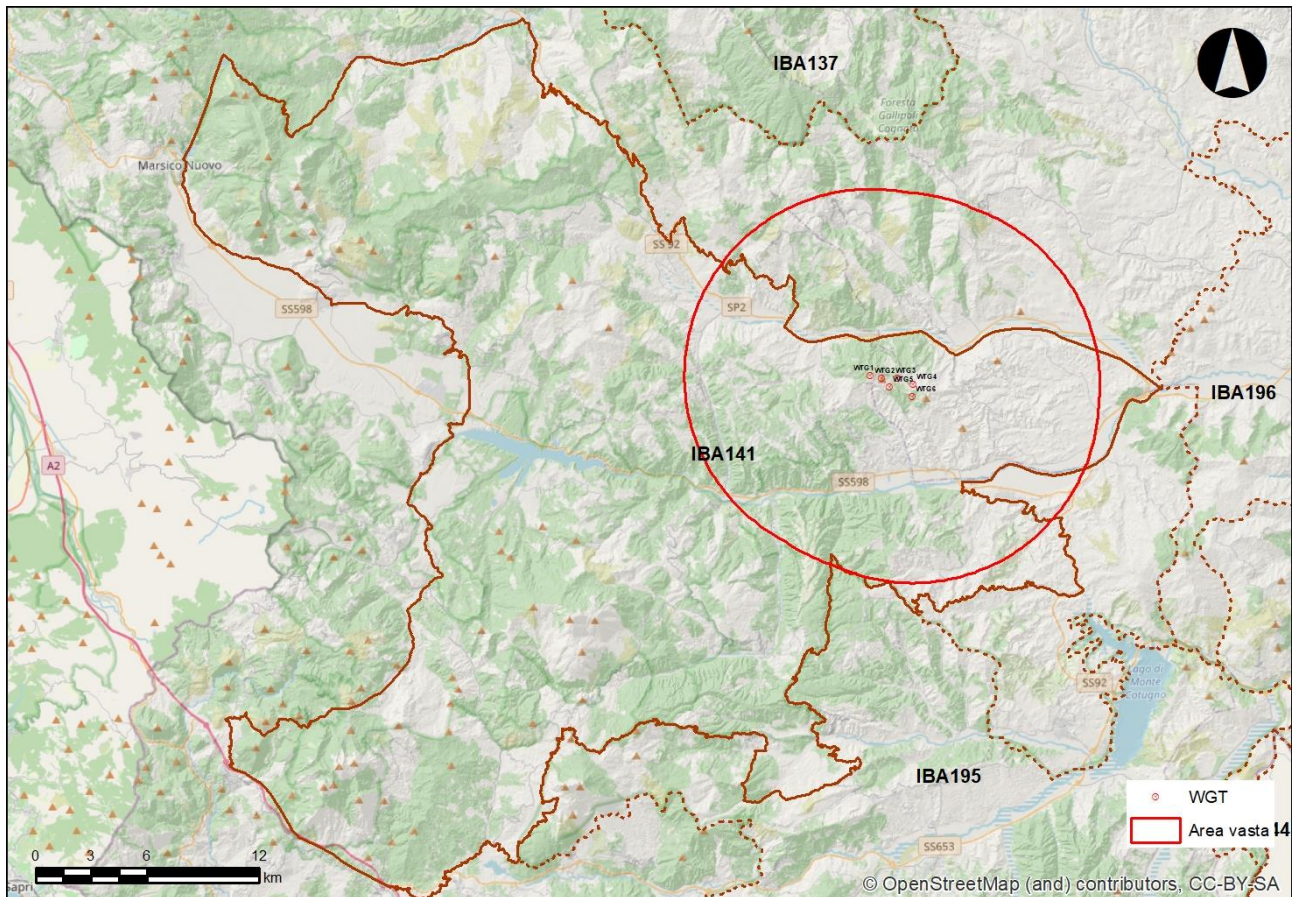 IBA137
Foresta
Gallipoli
Cognato
Marsico Nuovo
SS 92
SS598
SP2
WTG1
WTG2
WTG3
WTG4
WTG5
WTG6
IBA196
IBA141
A2
SS598
SS92
Lago di
Monte
Cotugno
IBA195
WGT
Area vasta
SS653
0 3 6 12
km
Sapri
© OpenStreetMap (and) contributors, CC-BY-SA